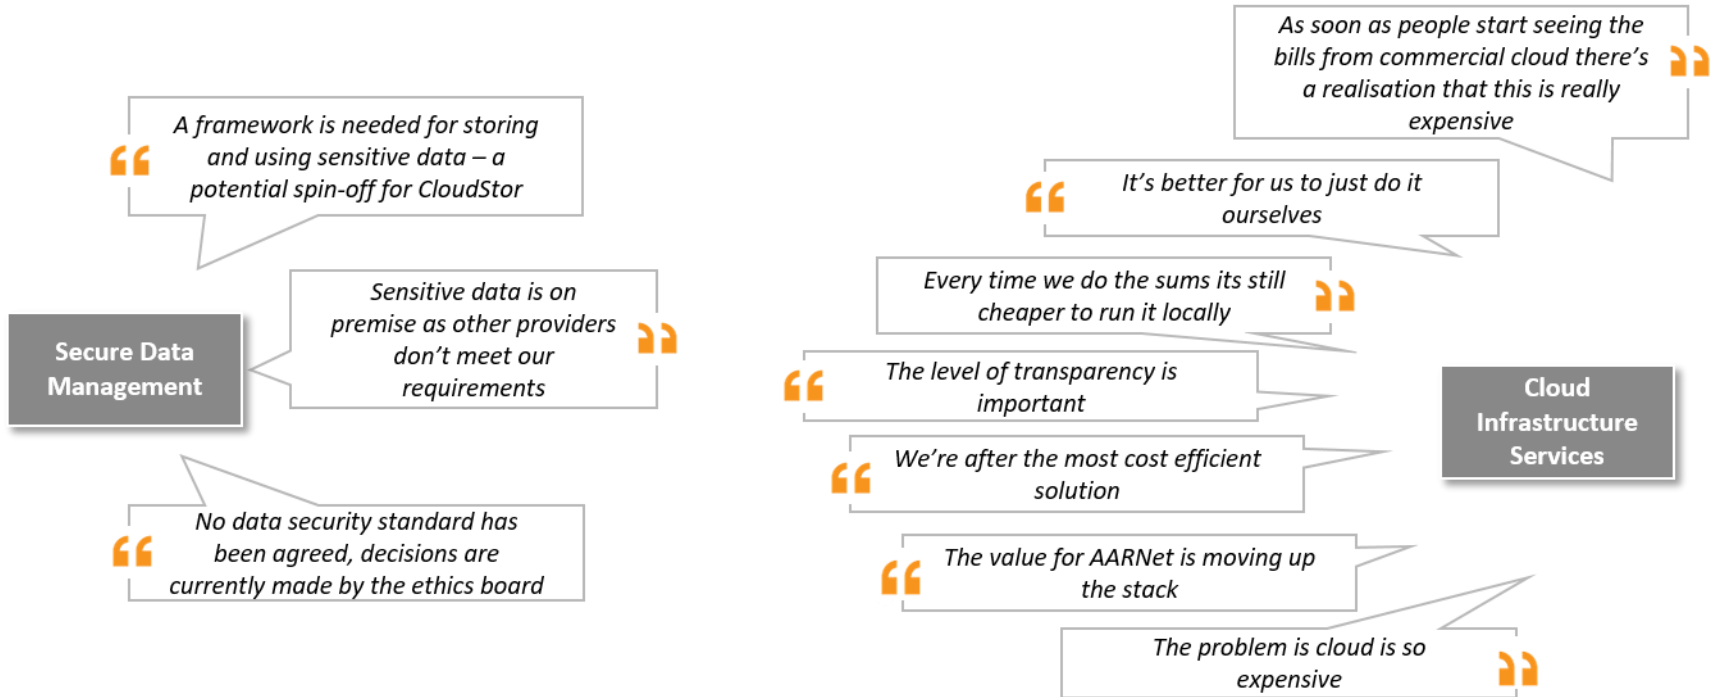 A framework is needed for storing
and using sensitive data – a
potential spin-off for CloudStor
Sensitive data is on
premise as other providers
don’t meet our
requirements
Secure Data
Management
No data security standard has
been agreed, decisions are
currently made by the ethics board
As soon as people start seeing the
bills from commercial cloud there’s
a realisation that this is really
expensive
It’s better for us to just do it
ourselves
Every time we do the sums its still
cheaper to run it locally
The level of transparency is
important
Cloud
Infrastructure
Services
We’re after the most cost efficient
solution
The value for AARNet is moving up
the stack
The problem is cloud is so
expensive